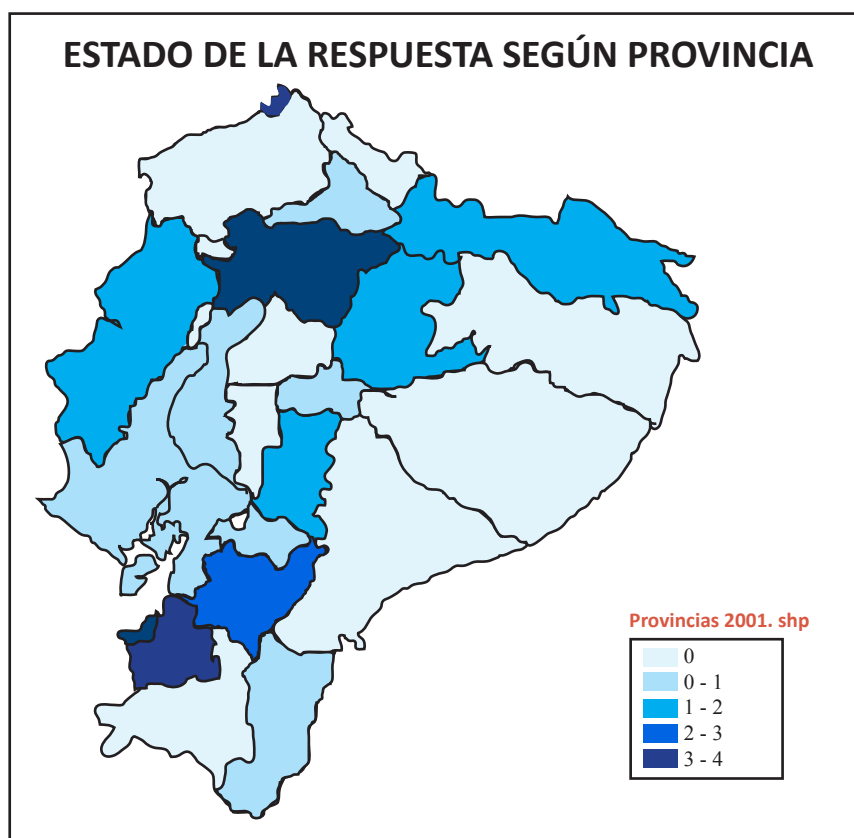 ESTADO DE LA RESPUESTA SEGÚN PROVINCIA
Provincias 2001. shp
0
0 - 1
1 - 2
2 - 3
3 - 4